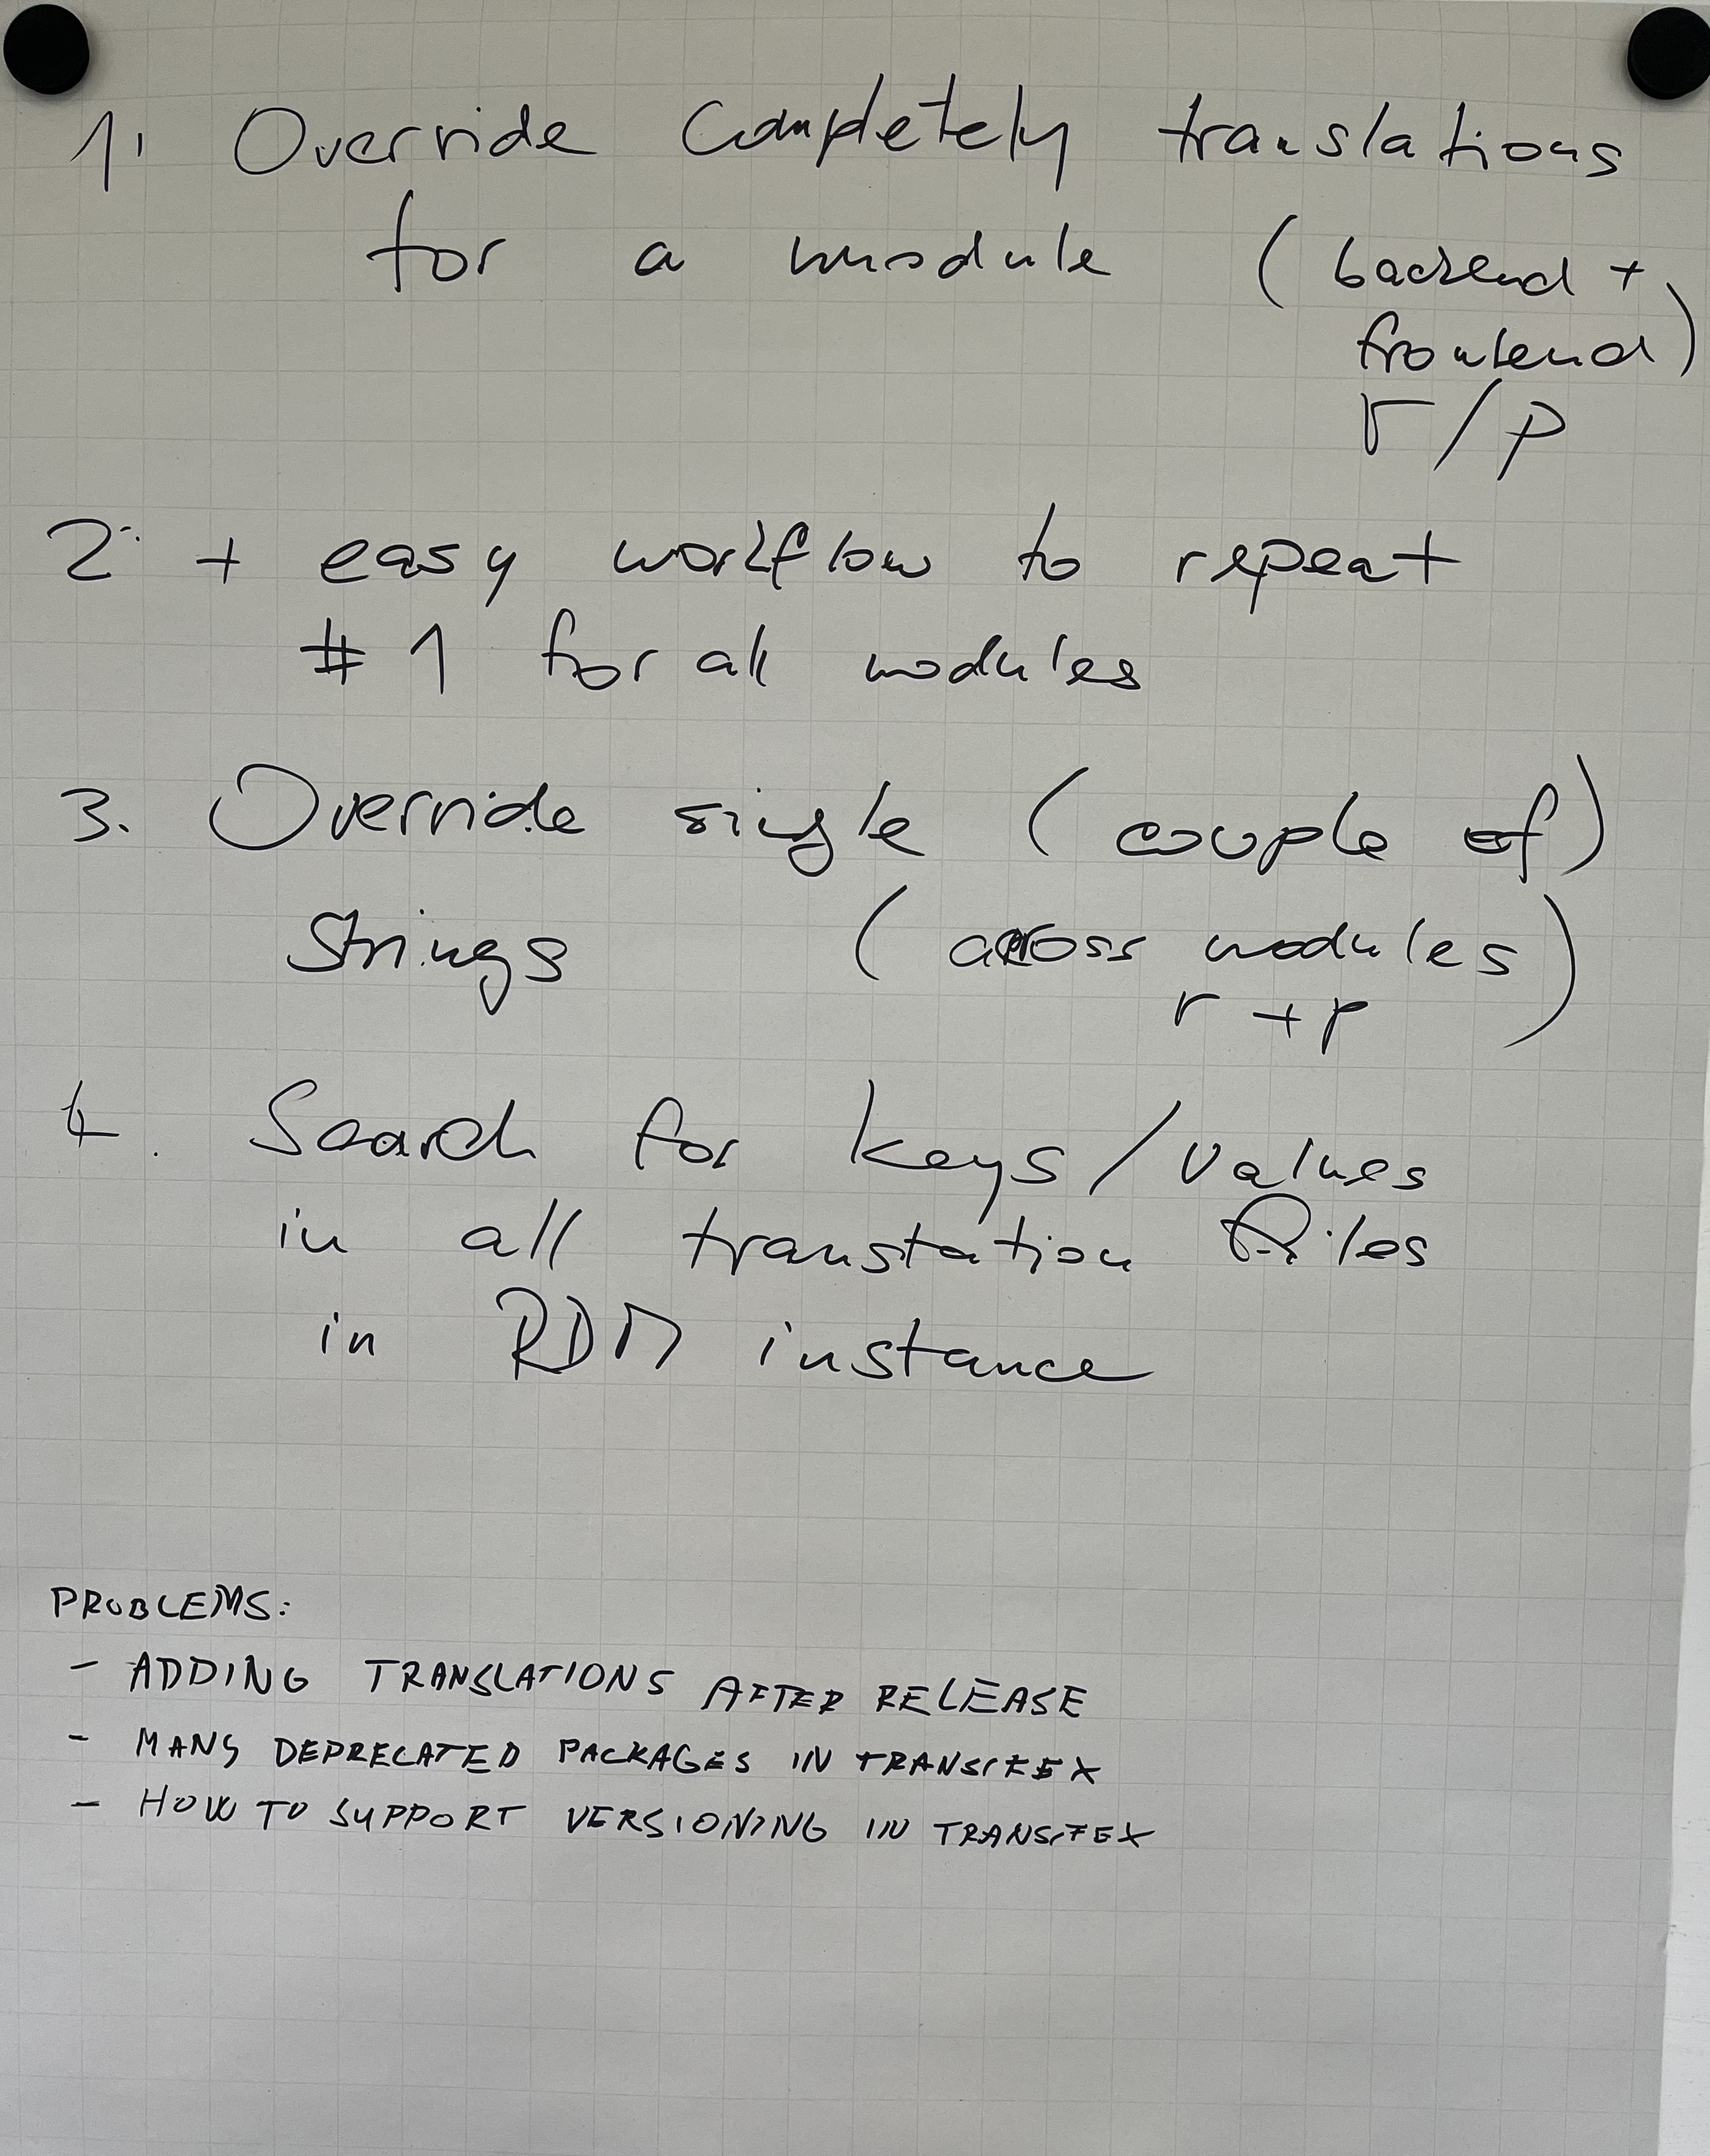 1. Override completely translations
for a module (backend +
frontend)
r/p
2. + easy workflow to repeat
#1 for all modules
3. Override single (couple of)
strings (across modules)
r + p
4. Search for keys/values
in all translation files
in RDM instance
PROBLEMS:
- ADDING TRANSLATIONS AFTER RELEASE
- MANY DEPRECATED PACKAGES IN TRANSIFEX
- HOW TO SUPPORT VERSIONING IN TRANSIFEX